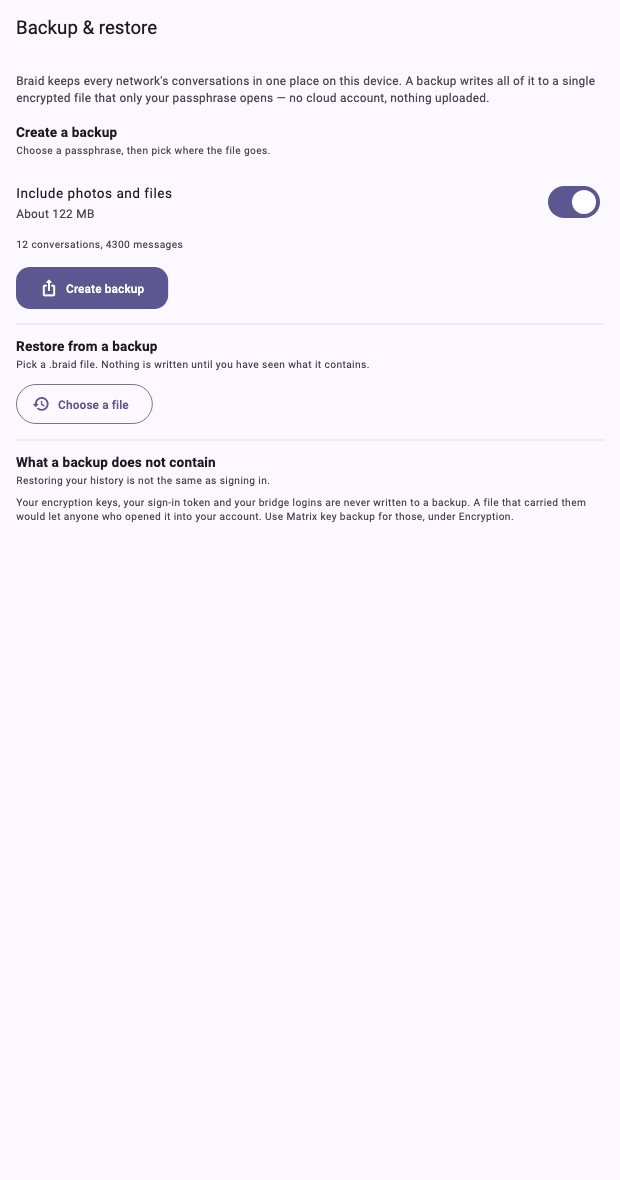 Backup & restore
Braid keeps every network's conversations in one place on this device. A backup writes all of it to a single
encrypted file that only your passphrase opens — no cloud account, nothing uploaded.
Create a backup
Choose a passphrase, then pick where the file goes.
Include photos and files
About 122 MB
12 conversations, 4300 messages
Create backup
Restore from a backup
Pick a .braid file. Nothing is written until you have seen what it contains.
Choose a file
What a backup does not contain
Restoring your history is not the same as signing in.
Your encryption keys, your sign-in token and your bridge logins are never written to a backup. A file that carried them
would let anyone who opened it into your account. Use Matrix key backup for those, under Encryption.